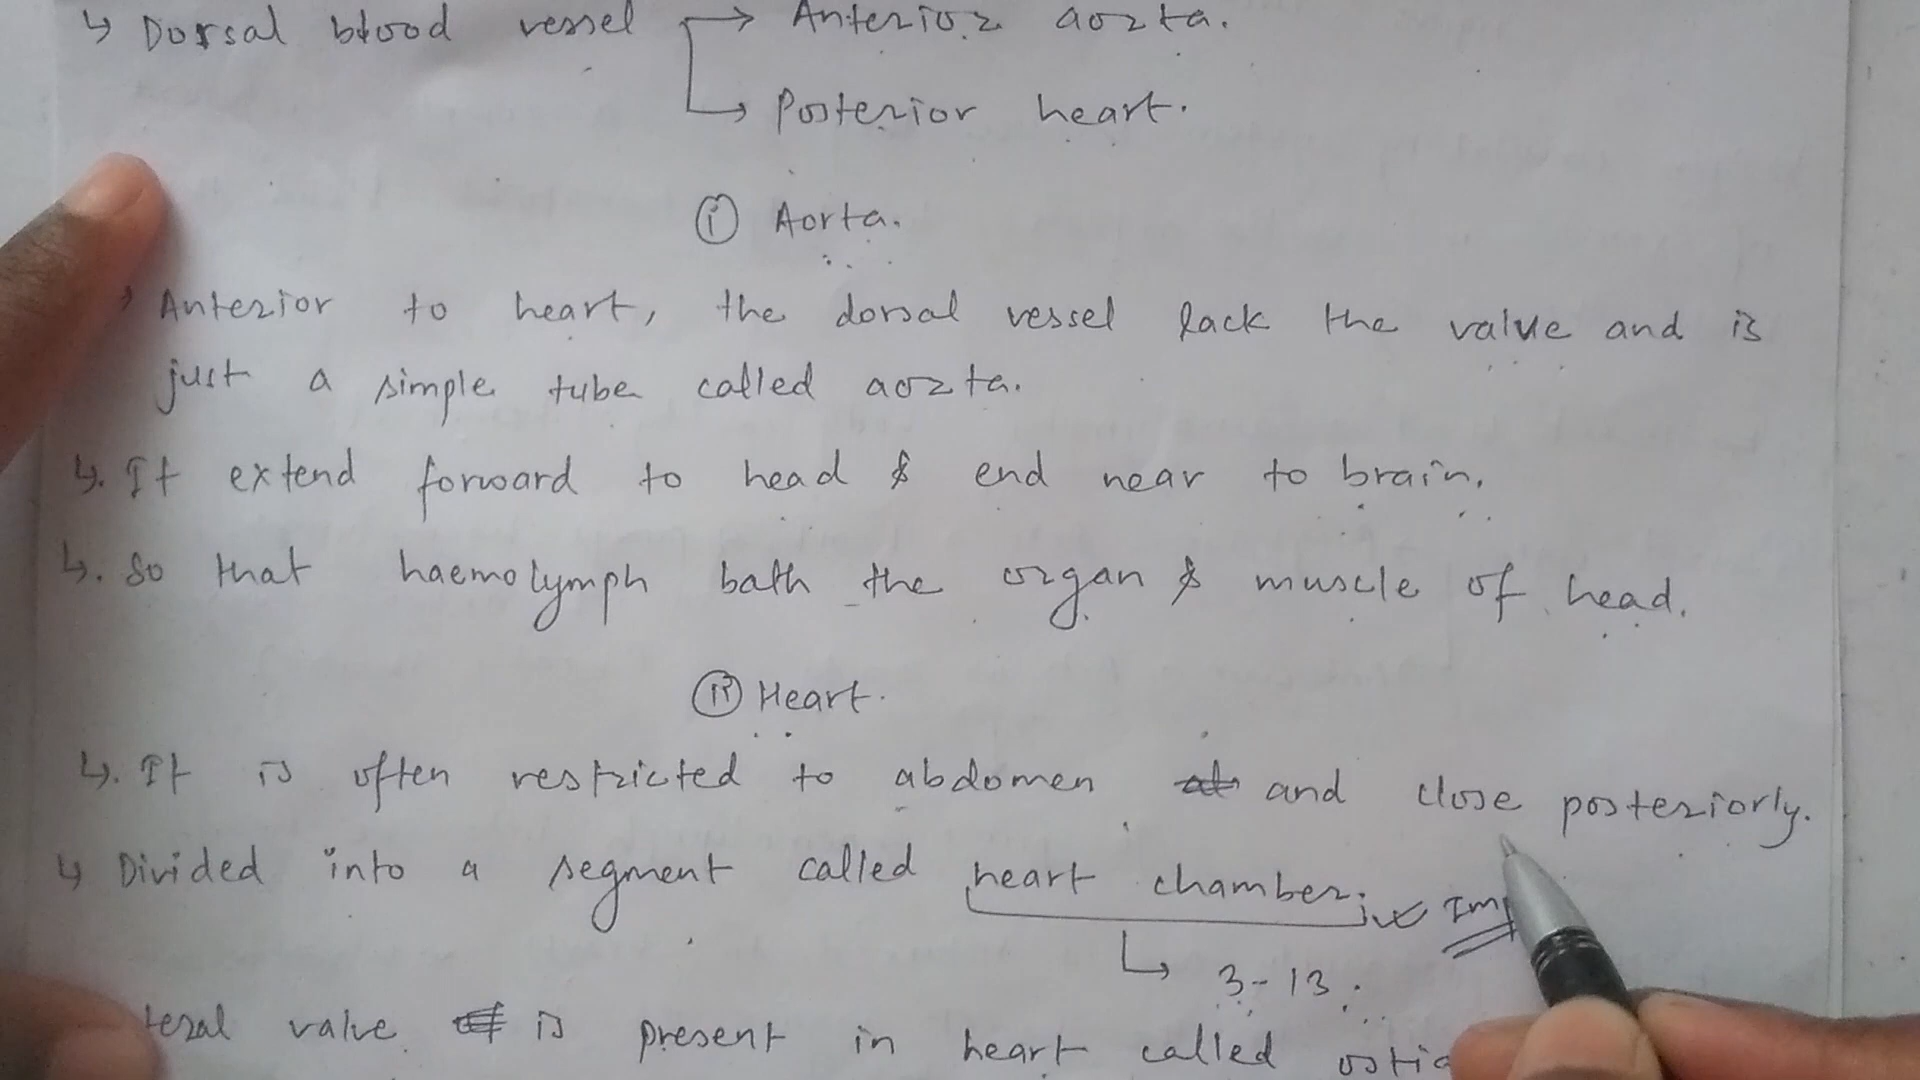 ↳ Dorsal blood vessel → Anterior aorta.
↳ Posterior heart.
(i) Aorta.
Anterior to heart, the dorsal vessel lack the valve and is
just a simple tube called aorta.
↳. It extend forward to head & end near to brain.
↳. So that haemolymph bath the organ & muscle of head.
(ii) Heart.
↳. It is often restricted to abdomen and close posteriorly.
↳ Divided into a segment called heart chamber.
↳ 3-13.
valve is present in heart called